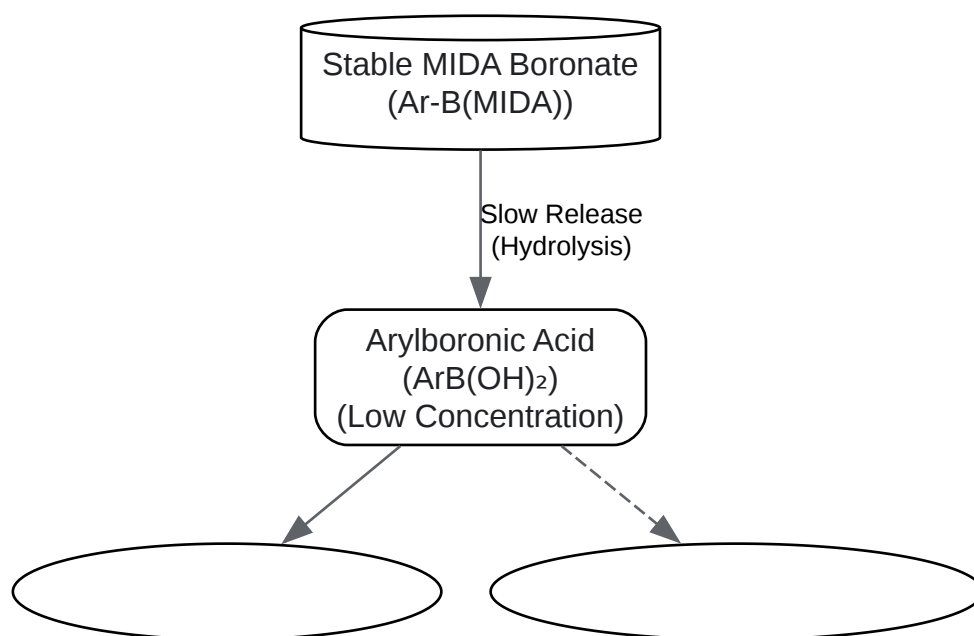 Stable MIDA Boronate
(Ar-B(MIDA))
Slow Release
(Hydrolysis)
Arylboronic Acid
(ArB(OH)₂)
(Low Concentration)